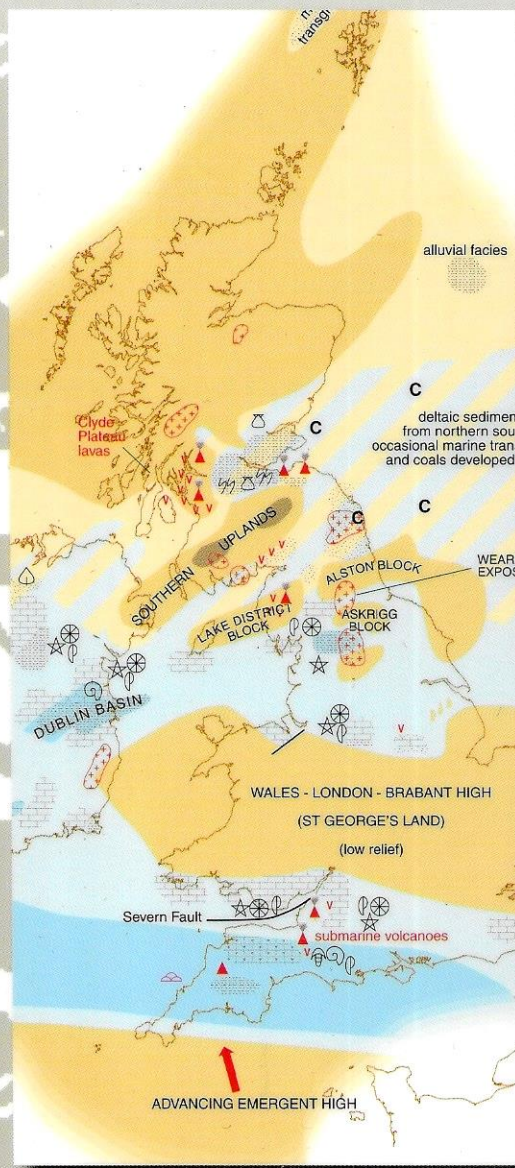 transgr
alluvial facies
C
Clyde
Plateau
lavas
C
deltaic sedimen
from northern sou
occasional marine tran
and coals developed
C
C
SOUTHERN UPLANDS
ALSTON BLOCK
WEAR
EXPOS
LAKE DISTRICT
BLOCK
ASKRIGG
BLOCK
DUBLIN BASIN
v
WALES - LONDON - BRABANT HIGH
(ST GEORGE'S LAND)
(low relief)
Severn Fault
v
submarine volcanoes
v
ADVANCING EMERGENT HIGH